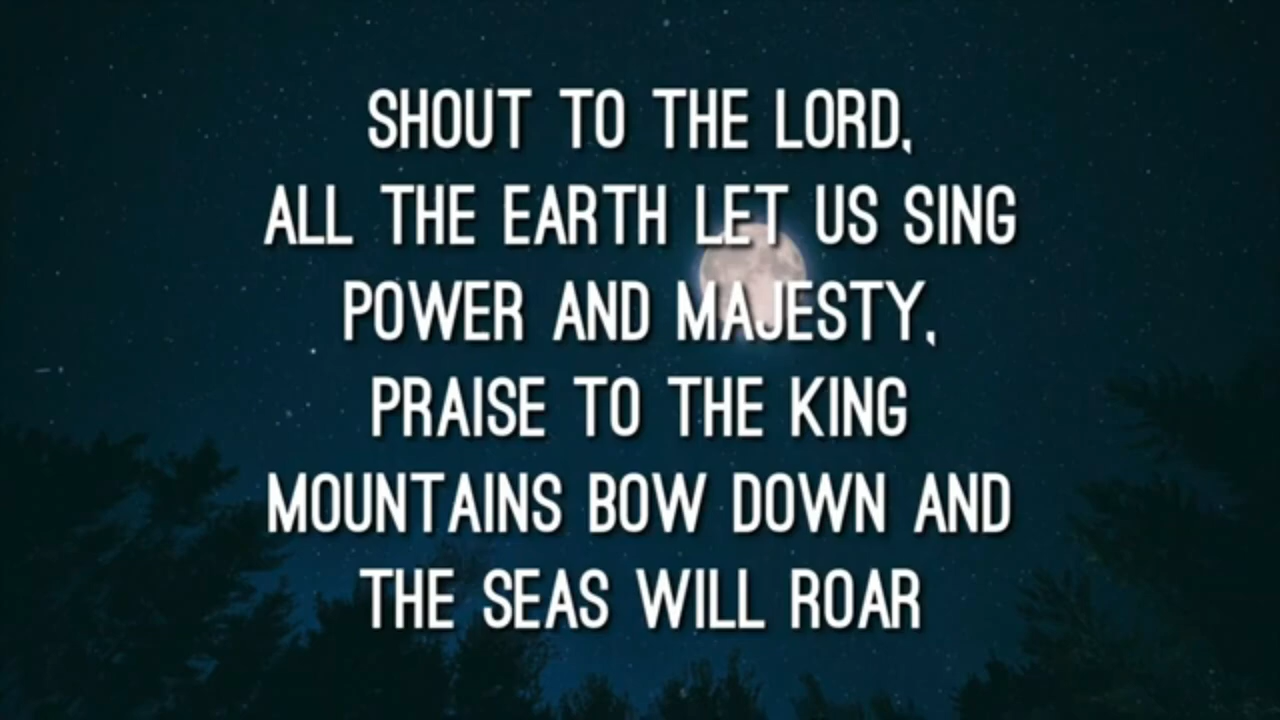 SHOUT TO THE LORD,
ALL THE EARTH LET US SING
POWER AND MAJESTY,
PRAISE TO THE KING
MOUNTAINS BOW DOWN AND
THE SEAS WILL ROAR